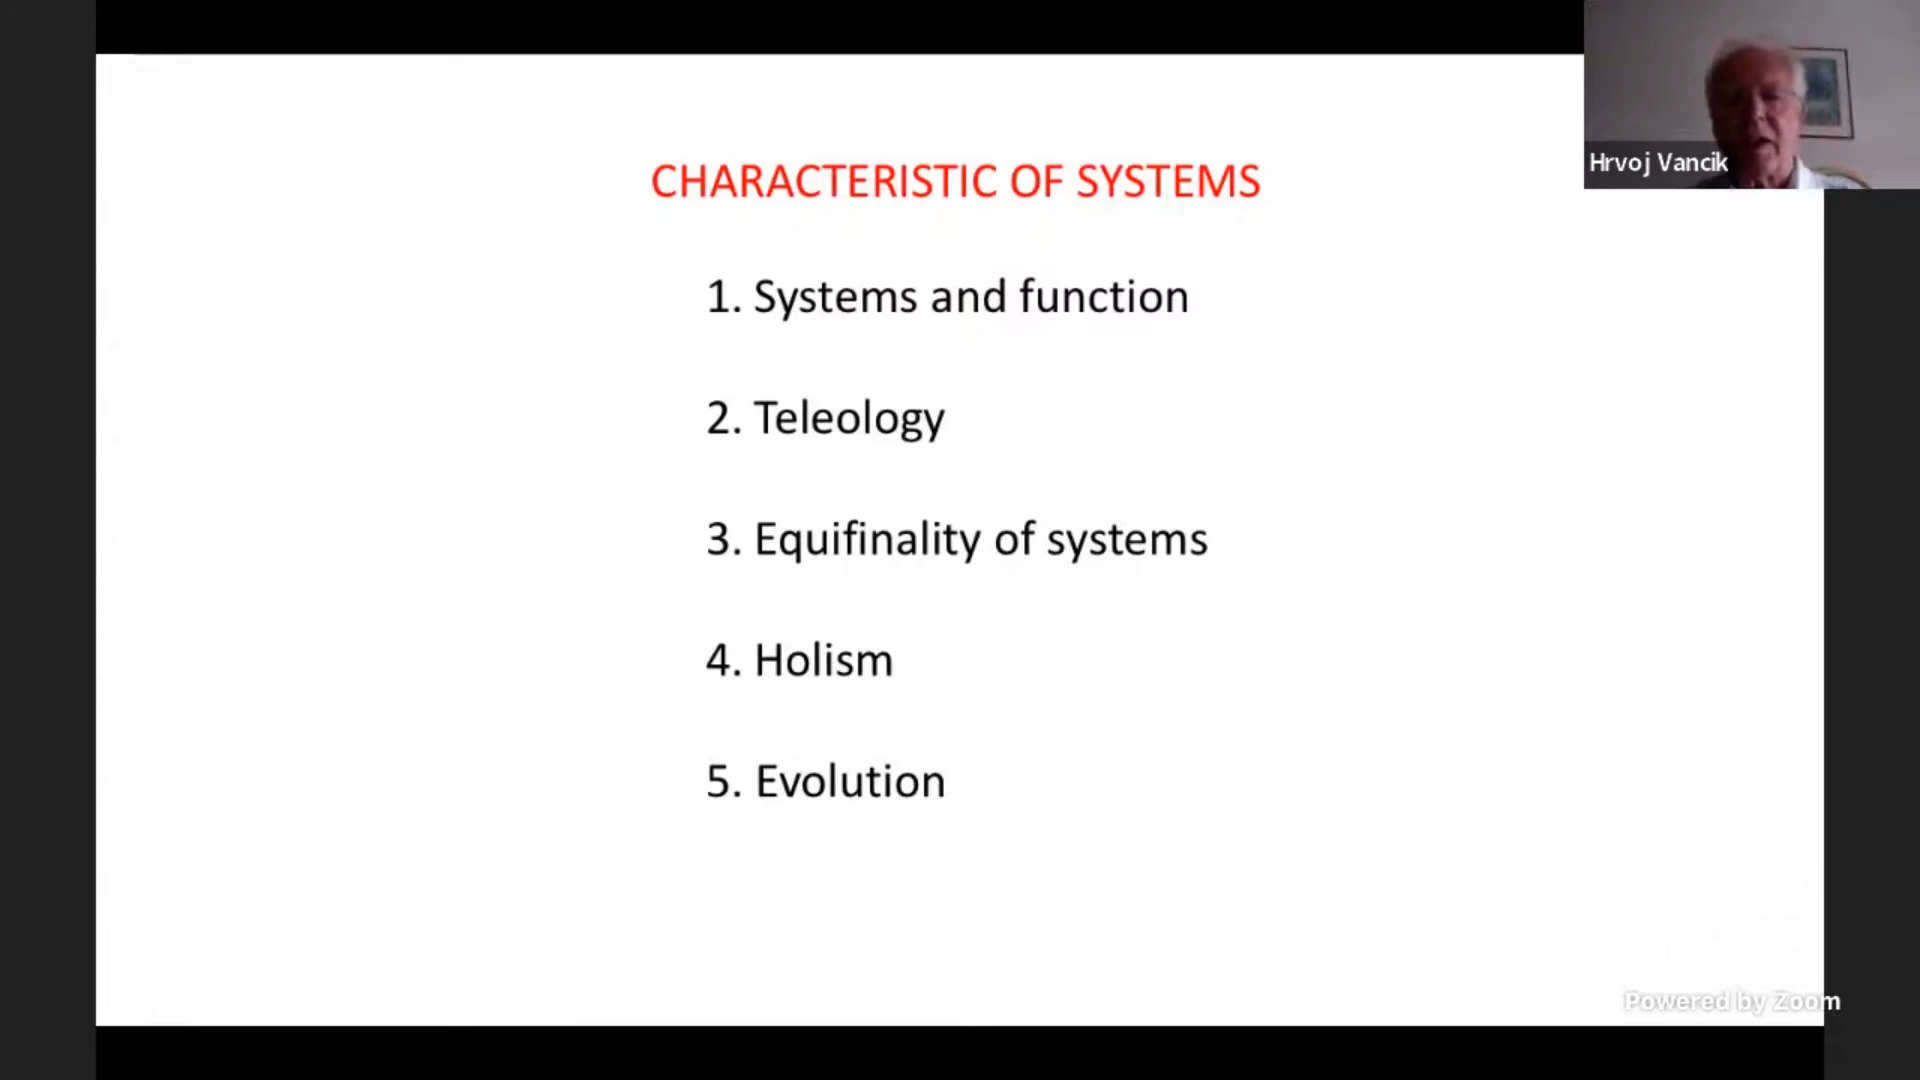 CHARACTERISTIC OF SYSTEMS
1. Systems and function
2. Teleology
3. Equifinality of systems
4. Holism
5. Evolution
Hrvoj Vancik
Powered by Zoom